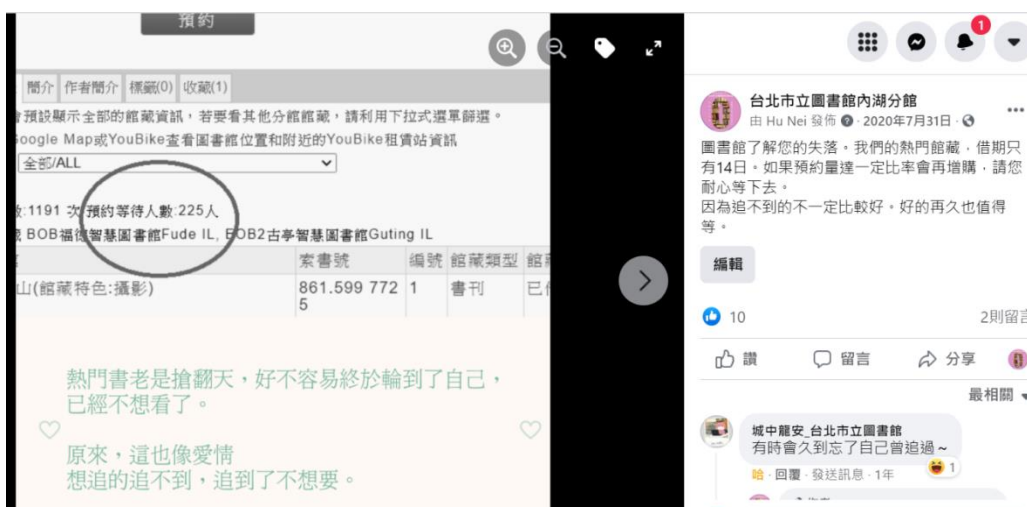 預約
簡介 作者簡介 標籤(0) 收藏(1)
預設顯示全部的館藏資訊，若要看其他分館館藏，請利用下拉式選單篩選。
Google Map或YouBike查看圖書館位置和附近的YouBike租賃站資訊
全部/ALL
:1191 次 預約等待人數:225人
BOB福德智慧圖書館Fude IL, BOB2古亭智慧圖書館Guting IL
索書號 編號 館藏類型
山(館藏特色:攝影) 861.599 772 1 書刊
5
熱門書老是搶翻天，好不容易終於輪到了自己，
已經不想看了。
原來，這也像愛情
想追的追不到，追到了不想要。
1
台北市立圖書館內湖分館
由 Hu Nei 發佈 · 2020年7月31日 ·
圖書館了解您的失落。我們的熱門館藏，借期只
有14日。如果預約量達一定比率會再增購，請您
耐心等下去。
因為追不到的不一定比較好。好的再久也值得
等。
編輯
10 2則留言
讚 留言 分享
最相關
城中龍安_台北市立圖書館
有時會久到忘了自己曾追過~
哈 · 回覆 · 發送訊息 · 1年 1